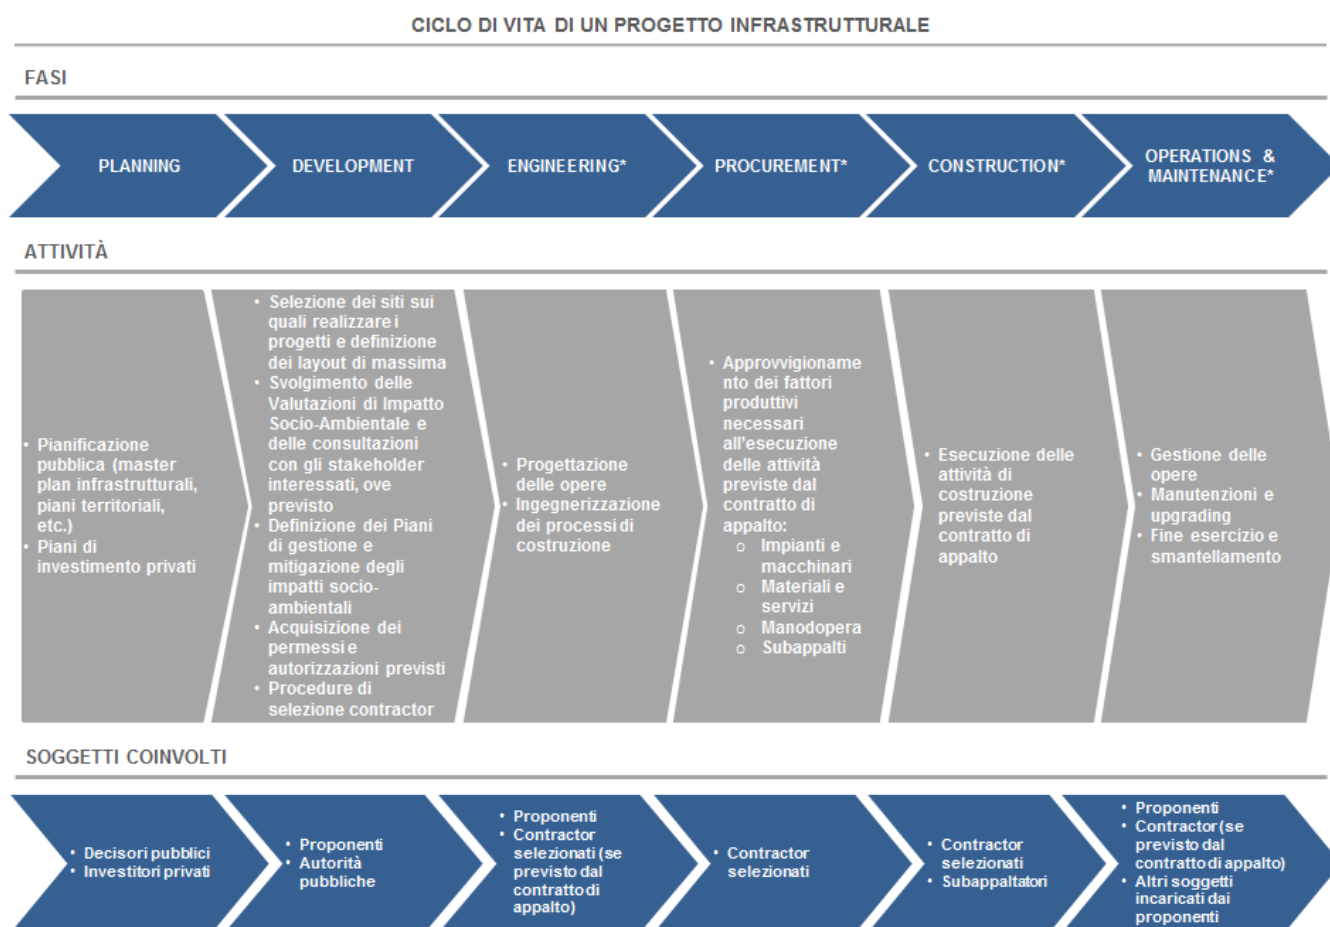 CICLO DI VITA DI UN PROGETTO INFRASTRUTTURALE
FASI
PLANNING
DEVELOPMENT
ENGINEERING*
PROCUREMENT*
CONSTRUCTION*
OPERATIONS &
MAINTENANCE*
ATTIVITÀ
• Pianificazione
pubblica (master
plan infrastrutturali,
piani territoriali,
etc.)
• Piani di
investimento privati
• Selezione dei siti sui
quali realizzare i
progetti e definizione
dei layout di massima
• Svolgimento delle
Valutazioni di Impatto
Socio-Ambientale e
delle consultazioni
con gli stakeholder
interessati, ove
previsto
• Definizione dei Piani
di gestione e
mitigazione degli
impatti socio-
ambientali
• Acquisizione dei
permessi e
autorizzazioni previsti
• Procedure di
selezione contractor
• Progettazione
delle opere
• Ingegnerizzazione
dei processi di
costruzione
• Approvvigioname
nto dei fattori
produttivi
necessari
all'esecuzione
delle attività
previste dal
contratto di
appalto:
o Impianti e
macchinari
o Materiali e
servizi
o Manodopera
o Subappalti
• Esecuzione delle
attività di
costruzione
previste dal
contratto di
appalto
• Gestione delle
opere
• Manutenzioni e
upgrading
• Fine esercizio e
smantellamento
SOGGETTI COINVOLTI
• Decisori pubblici
• Investitori privati
• Proponenti
• Autorità
pubbliche
• Proponenti
• Contractor
selezionati (se
previsto dal
contratto di
appalto)
• Contractor
selezionati
• Contractor
selezionati
• Subappaltatori
• Proponenti
• Contractor (se
previsto dal
contratto di appalto)
• Altri soggetti
incaricati dai
proponenti